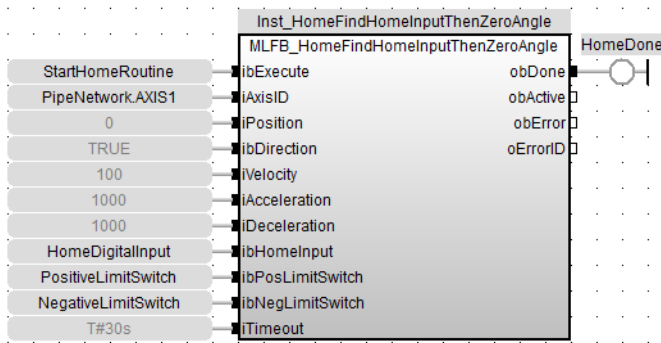 Inst_HomeFindHomeInputThenZeroAngle
MLFB_HomeFindHomeInputThenZeroAngle HomeDone
StartHomeRoutine ibExecute obDone
PipeNetwork.AXIS1 iAxisID obActive
0 iPosition obError
TRUE ibDirection oErrorID
100 iVelocity
1000 iAcceleration
1000 iDeceleration
HomeDigitalInput ibHomeInput
PositiveLimitSwitch ibPosLimitSwitch
NegativeLimitSwitch ibNegLimitSwitch
T#30s iTimeout